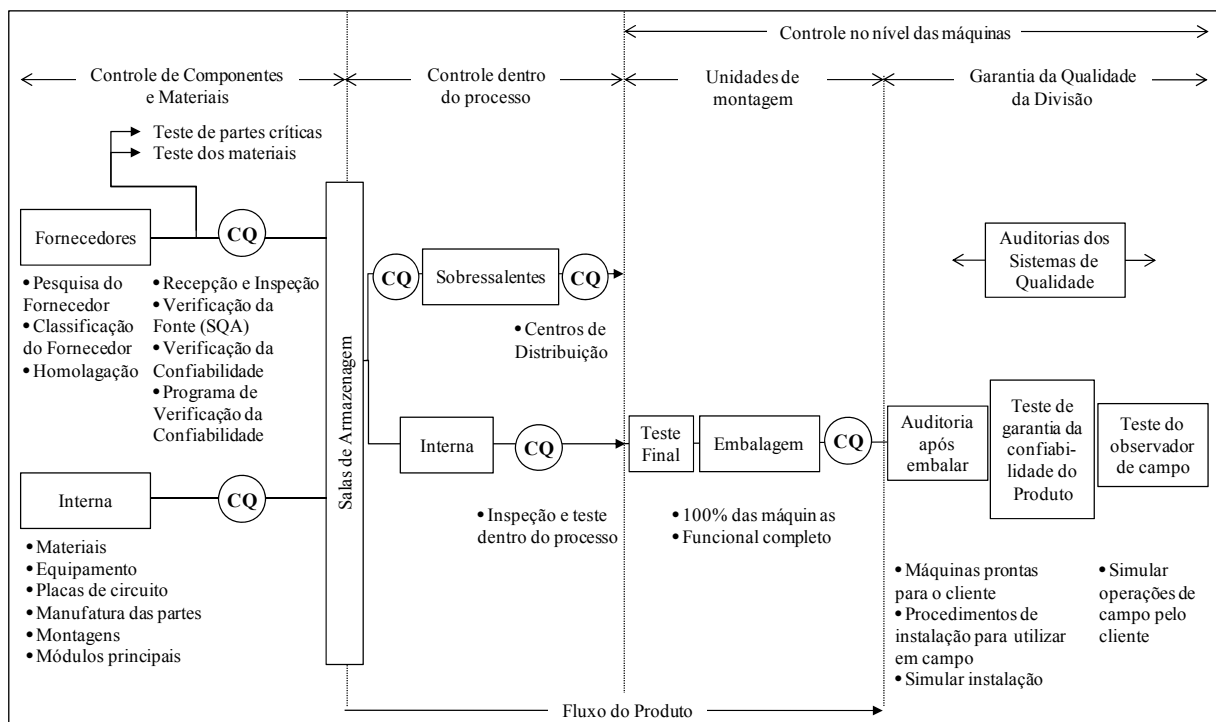 Controle no nível das máquinas
Controle de Componentes
e Materiais
Controle dentro
do processo
Unidades de
montagem
Garantia da Qualidade
da Divisão
Teste de partes críticas
Teste dos materiais
Fornecedores
CQ
• Pesquisa do
Fornecedor
• Classificação
do Fornecedor
• Homolagação
• Recepção e Inspeção
• Verificação da
Fonte (SQA)
• Verificação da
Confiabilidade
• Programa de
Verificação da
Confiabilidade
Interna
CQ
• Materiais
• Equipamento
• Placas de circuito
• Manufatura das partes
• Montagens
• Módulos principais
Salas de Armazenagem
CQ
Sobressalentes
CQ
• Centros de
Distribuição
Interna
CQ
• Inspeção e teste
dentro do processo
Teste
Final
Embalagem
CQ
• 100% das máquinas
• Funcional completo
Auditorias dos
Sistemas de
Qualidade
Auditoria
após
embalar
Teste de
garantia da
confiabi-
lidade do
Produto
Teste do
observador
de campo
• Máquinas prontas
para o cliente
• Procedimentos de
instalação para utilizar
em campo
• Simular instalação
• Simular
operações de
campo pelo
cliente
Fluxo do Produto